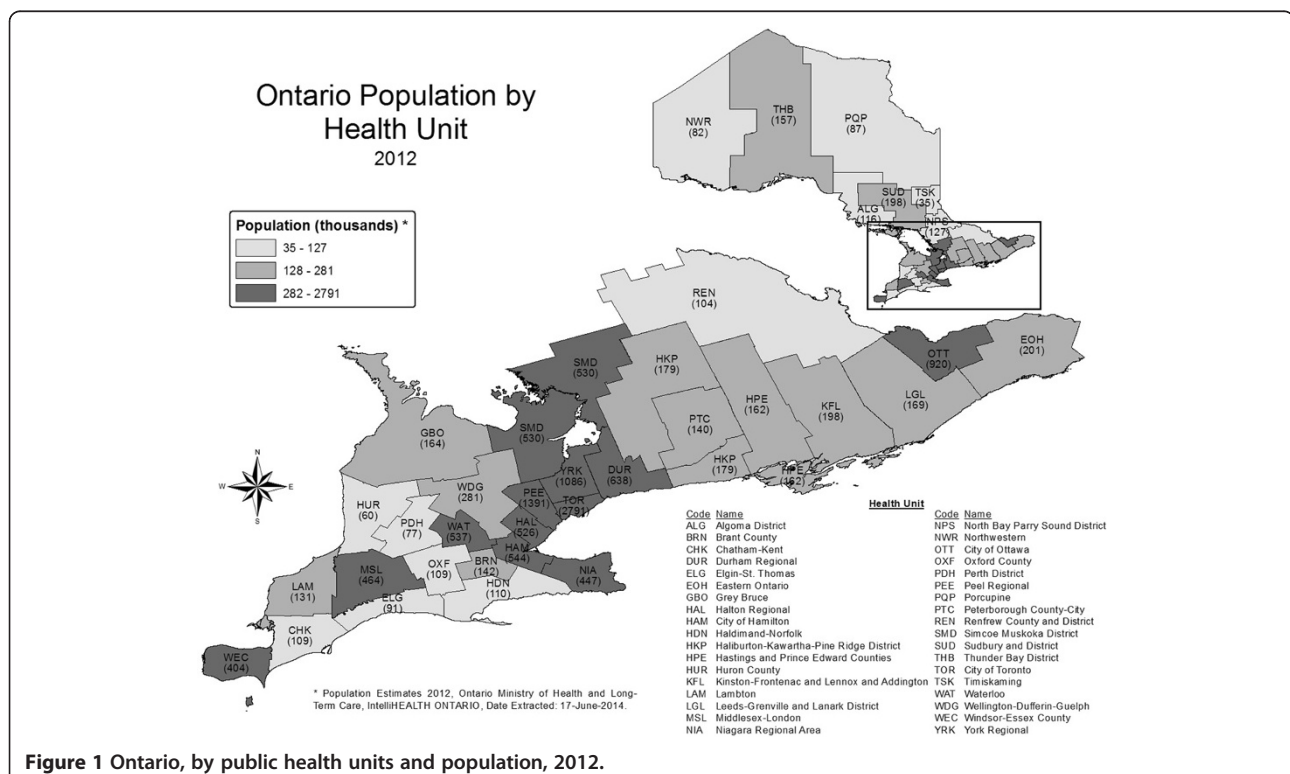 Ontario Population by
Health Unit
2012
Population (thousands) *
35 - 127
128 - 281
282 - 2791
NWR
(82)
THB
(157)
PQP
(87)
SUD
(198)
TSK
(35)
ALG
(116)
NPS
(127)
REN
(104)
SMD
(530)
HKP
(179)
OTT
(920)
EOH
(201)
LGL
(169)
HPE
(162)
KFL
(198)
PTC
(140)
SMD
(530)
GBO
(164)
HKP
(179)
HPE
(162)
YRK
(1086)
DUR
(638)
WDG
(281)
PEE
(1391)
TOR
(2791)
HUR
(60)
PDH
(77)
WAT
(537)
HAL
(526)
HAM
(544)
OXF
(109)
BRN
(142)
NIA
(447)
MSL
(464)
HDN
(110)
LAM
(131)
ELG
(91)
CHK
(109)
WEC
(404)
N
W E
S
Health Unit
Code Name
ALG Algoma District
BRN Brant County
CHK Chatham-Kent
DUR Durham Regional
ELG Elgin-St. Thomas
EOH Eastern Ontario
GBO Grey Bruce
HAL Halton Regional
HAM City of Hamilton
HDN Haldimand-Norfolk
HKP Haliburton-Kawartha-Pine Ridge District
HPE Hastings and Prince Edward Counties
HUR Huron County
KFL Kinston-Frontenac and Lennox and Addington
LAM Lambton
LGL Leeds-Grenville and Lanark District
MSL Middlesex-London
NIA Niagara Regional Area
Code Name
NPS North Bay Parry Sound District
NWR Northwestern
OTT City of Ottawa
OXF Oxford County
PDH Perth District
PEE Peel Regional
PQP Porcupine
PTC Peterborough County-City
REN Renfrew County and District
SMD Simcoe Muskoka District
SUD Sudbury and District
THB Thunder Bay District
TOR City of Toronto
TSK Timiskaming
WAT Waterloo
WDG Wellington-Dufferin-Guelph
WEC Windsor-Essex County
YRK York Regional
* Population Estimates 2012, Ontario Ministry of Health and Long-
Term Care, IntelliHEALTH ONTARIO, Date Extracted: 17-June-2014.
Figure 1 Ontario, by public health units and population, 2012.